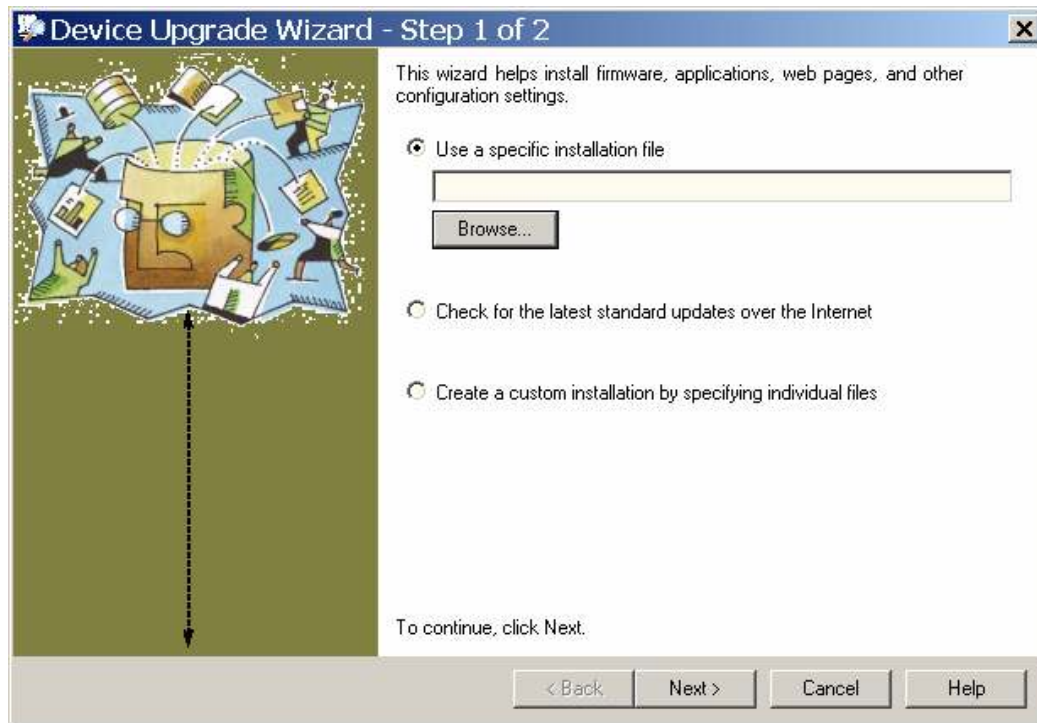 Device Upgrade Wizard - Step 1 of 2
This wizard helps install firmware, applications, web pages, and other
configuration settings.
Use a specific installation file
Browse...
Check for the latest standard updates over the Internet
Create a custom installation by specifying individual files
To continue, click Next.
< Back
Next >
Cancel
Help